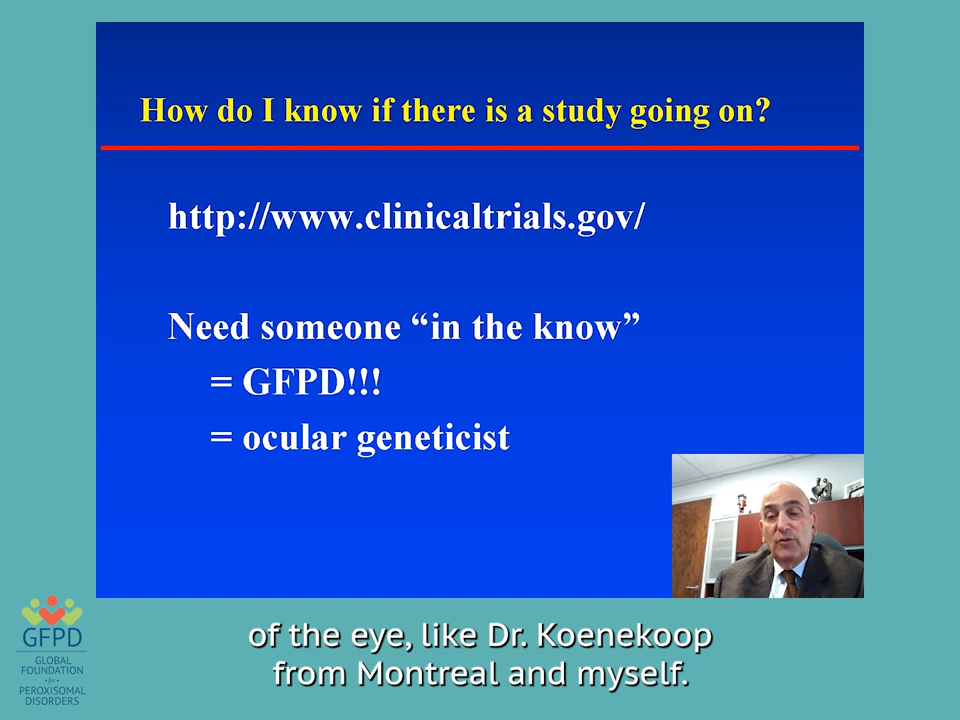 How do I know if there is a study going on?
http://www.clinicaltrials.gov/
Need someone “in the know”
= GFPD!!!
= ocular geneticist
GFPD
GLOBAL
FOUNDATION
for
PEROXISOMAL
DISORDERS
of the eye, like Dr. Koenekoop
from Montreal and myself.